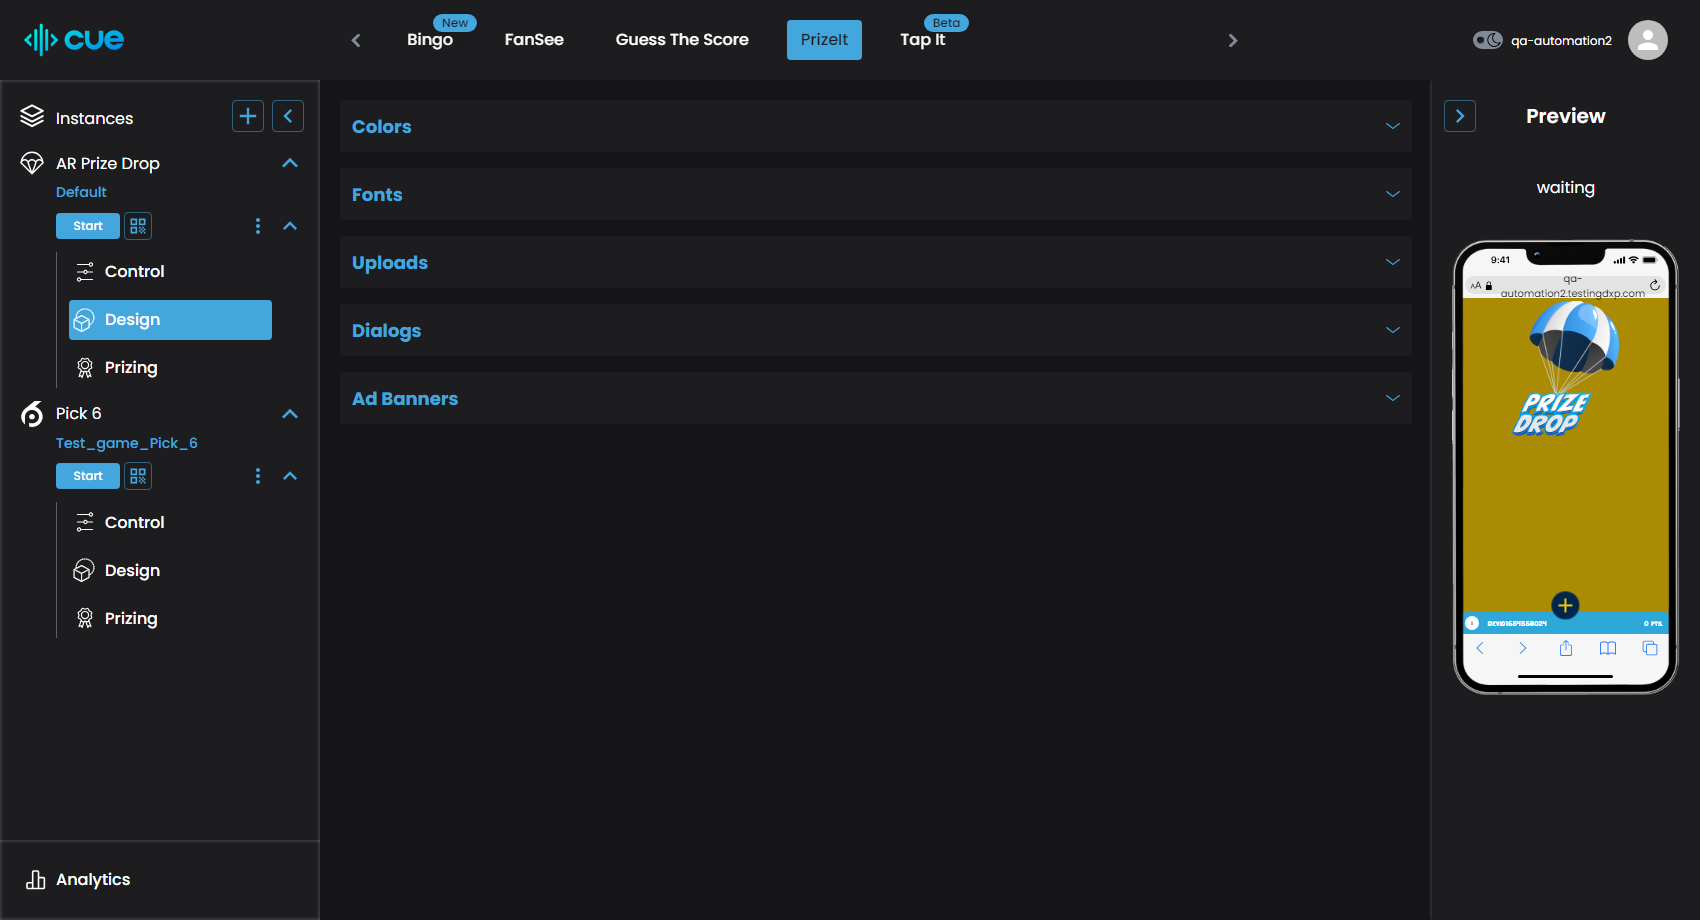 cue
New
Bingo
FanSee
Guess The Score
PrizeIt
Beta
Tap It
qa-automation2
Instances
AR Prize Drop
Default
Start
Control
Design
Prizing
Pick 6
Test_game_Pick_6
Start
Control
Design
Prizing
Analytics
Colors
Fonts
Uploads
Dialogs
Ad Banners
Preview
waiting
9:41
AA
qa-
automation2.testingdxp.com
PRIZE
DROP
0 PTS.